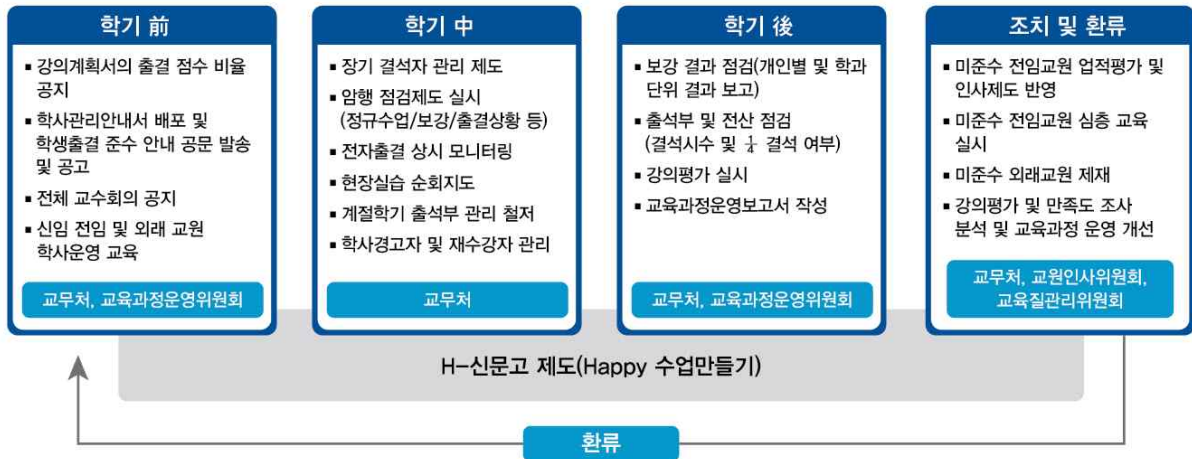 학기 前
▪ 강의계획서의 출결 점수 비율
공지
▪ 학사관리안내서 배포 및
학생출결 준수 안내 공문 발송
및 공고
▪ 전체 교수회의 공지
▪ 신임 전임 및 외래 교원
학사운영 교육
교무처, 교육과정운영위원회
학기 中
▪ 장기 결석자 관리 제도
▪ 암행 점검제도 실시
(정규수업/보강/출결상황 등)
▪ 전자출결 상시 모니터링
▪ 현장실습 순회지도
▪ 계절학기 출석부 관리 철저
▪ 학사경고자 및 재수강자 관리
교무처
학기 後
▪ 보강 결과 점검(개인별 및 학과
단위 결과 보고)
▪ 출석부 및 전산 점검
(결석시수 및 ¼ 결석 여부)
▪ 강의평가 실시
▪ 교육과정운영보고서 작성
교무처, 교육과정운영위원회
조치 및 환류
▪ 미준수 전임교원 업적평가 및
인사제도 반영
▪ 미준수 전임교원 심층 교육
실시
▪ 미준수 외래교원 제재
▪ 강의평가 및 만족도 조사
분석 및 교육과정 운영 개선
교무처, 교원인사위원회,
교육질관리위원회
H-신문고 제도(Happy 수업만들기)
환류